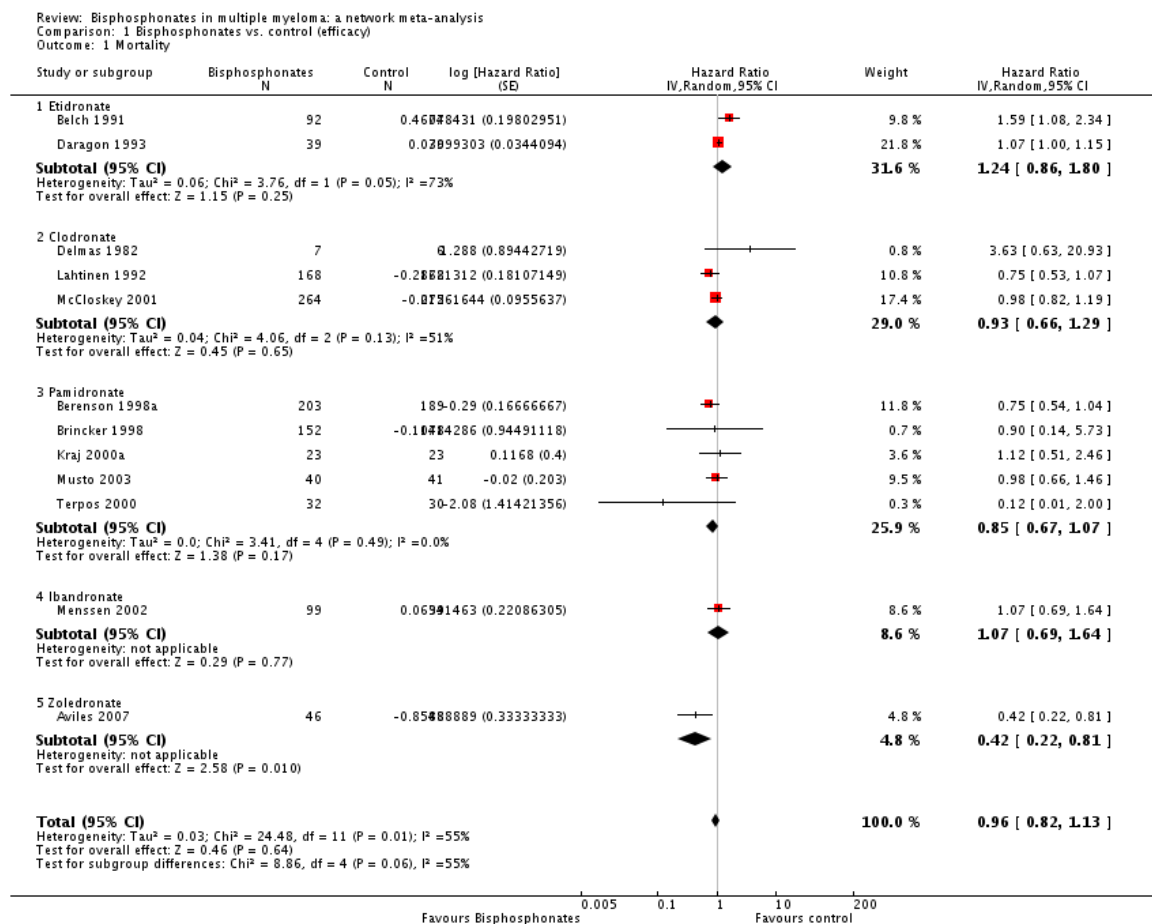 Review: Bisphosphonates in multiple myeloma: a network meta-analysis
Comparison: 1 Bisphosphonates vs. control (efficacy)
Outcome: 1 Mortality
Study or subgroup Bisphosphonates Control log [Hazard Ratio] Hazard Ratio Weight Hazard Ratio
N N (SE) IV,Random,95% CI IV,Random,95% CI
1 Etidronate
Belch 1991 92 (0.19802951) 9.8 % 1.59 [ 1.08, 2.34 ]
Daragon 1993 39 (0.0344094) 21.8 % 1.07 [ 1.00, 1.15 ]
Subtotal (95% CI) 31.6 % 1.24 [ 0.86, 1.80 ]
Heterogeneity: Tau² = 0.06; Chi² = 3.76, df = 1 (P = 0.05); I² =73%
Test for overall effect: Z = 1.15 (P = 0.25)
2 Clodronate
Delmas 1982 7 (0.89442719) 0.8 % 3.63 [ 0.63, 20.93 ]
Lahtinen 1992 168 (0.18107149) 10.8 % 0.75 [ 0.53, 1.07 ]
McCloskey 2001 264 (0.0955637) 17.4 % 0.98 [ 0.82, 1.19 ]
Subtotal (95% CI) 29.0 % 0.93 [ 0.66, 1.29 ]
Heterogeneity: Tau² = 0.04; Chi² = 4.06, df = 2 (P = 0.13); I² =51%
Test for overall effect: Z = 0.45 (P = 0.65)
3 Pamidronate
Berenson 1998a 203 189 -0.29 (0.16666667) 11.8 % 0.75 [ 0.54, 1.04 ]
Brincker 1998 152 (0.94491118) 0.7 % 0.90 [ 0.14, 5.73 ]
Kraj 2000a 23 23 0.1168 (0.4) 3.6 % 1.12 [ 0.51, 2.46 ]
Musto 2003 40 41 -0.02 (0.203) 9.5 % 0.98 [ 0.66, 1.46 ]
Terpos 2000 32 30 -2.08 (1.41421356) 0.3 % 0.12 [ 0.01, 2.00 ]
Subtotal (95% CI) 25.9 % 0.85 [ 0.67, 1.07 ]
Heterogeneity: Tau² = 0.0; Chi² = 3.41, df = 4 (P = 0.49); I² =0.0%
Test for overall effect: Z = 1.38 (P = 0.17)
4 Ibandronate
Menssen 2002 99 (0.22086305) 8.6 % 1.07 [ 0.69, 1.64 ]
Subtotal (95% CI) 8.6 % 1.07 [ 0.69, 1.64 ]
Heterogeneity: not applicable
Test for overall effect: Z = 0.29 (P = 0.77)
5 Zoledronate
Aviles 2007 46 (0.33333333) 4.8 % 0.42 [ 0.22, 0.81 ]
Subtotal (95% CI) 4.8 % 0.42 [ 0.22, 0.81 ]
Heterogeneity: not applicable
Test for overall effect: Z = 2.58 (P = 0.010)
Total (95% CI) 100.0 % 0.96 [ 0.82, 1.13 ]
Heterogeneity: Tau² = 0.03; Chi² = 24.48, df = 11 (P = 0.01); I² =55%
Test for overall effect: Z = 0.46 (P = 0.64)
Test for subgroup differences: Chi² = 8.86, df = 4 (P = 0.06), I² =55%
0.005 0.1 1 10 200
Favours Bisphosphonates Favours control